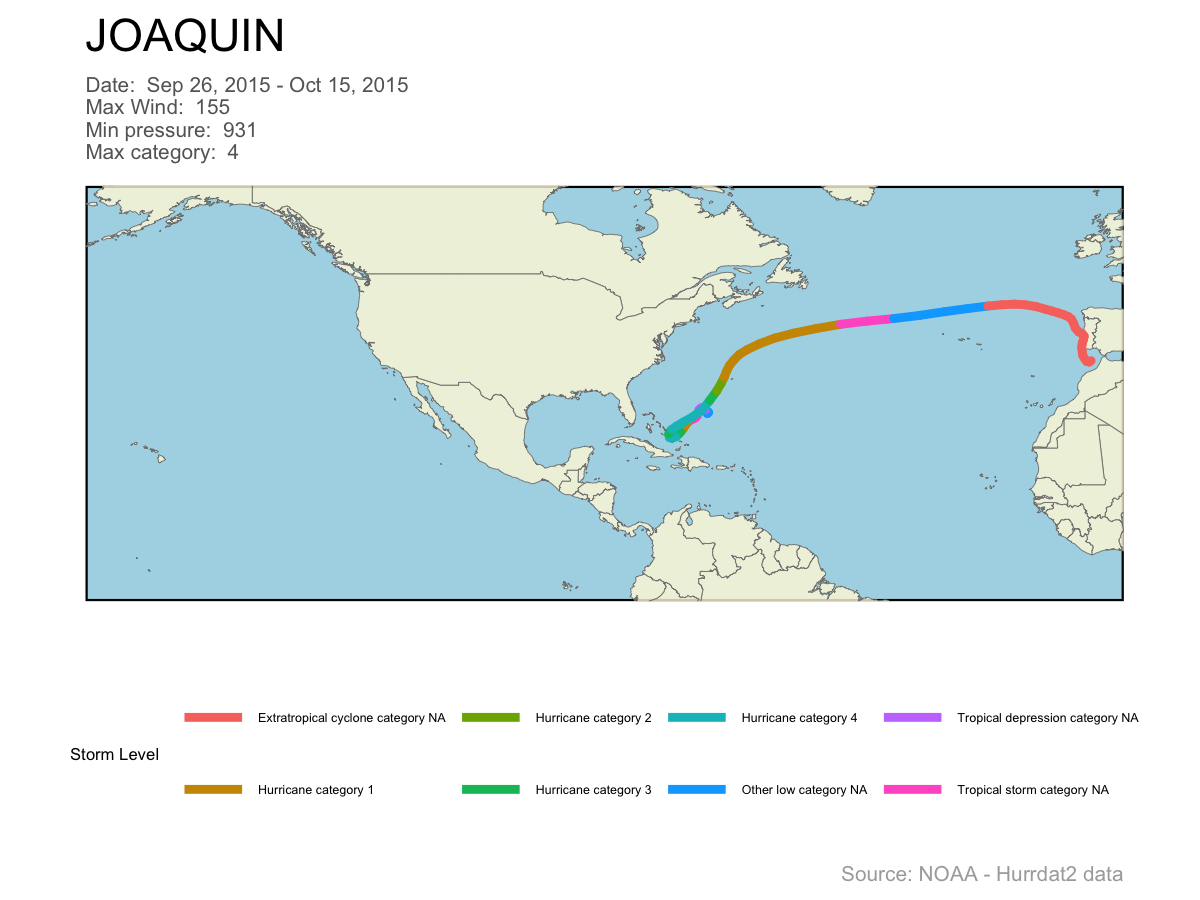 JOAQUIN
Date:  Sep 26, 2015 - Oct 15, 2015
Max Wind:  155
Min pressure:  931
Max category:  4
Extratropical cyclone category NA
Hurricane category 2
Hurricane category 4
Tropical depression category NA
Storm Level
Hurricane category 1
Hurricane category 3
Other low category NA
Tropical storm category NA
Source: NOAA - Hurrdat2 data